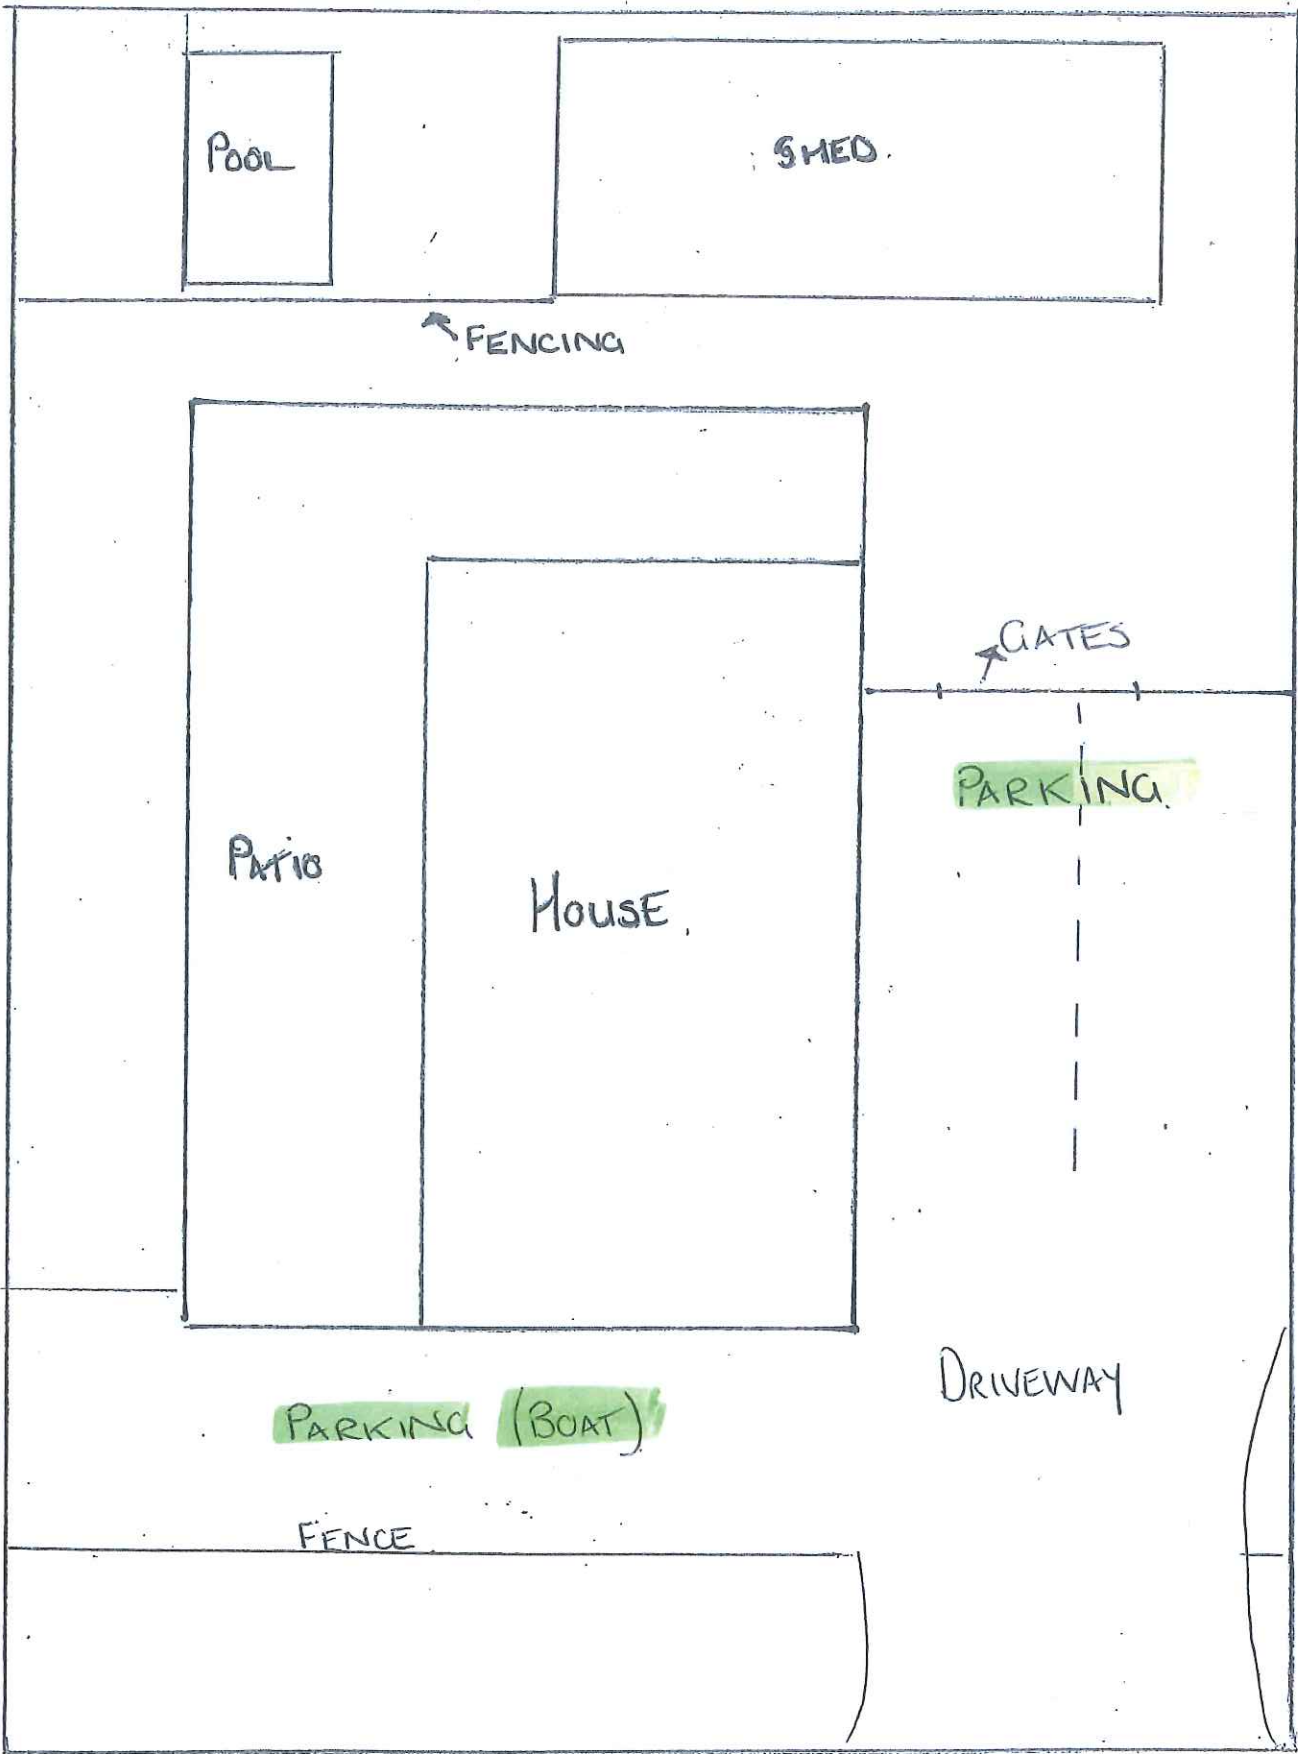 POOL
SHED.
FENCING
GATES
PARKING.
PATIO
HOUSE.
DRIVEWAY
PARKING (BOAT)
FENCE